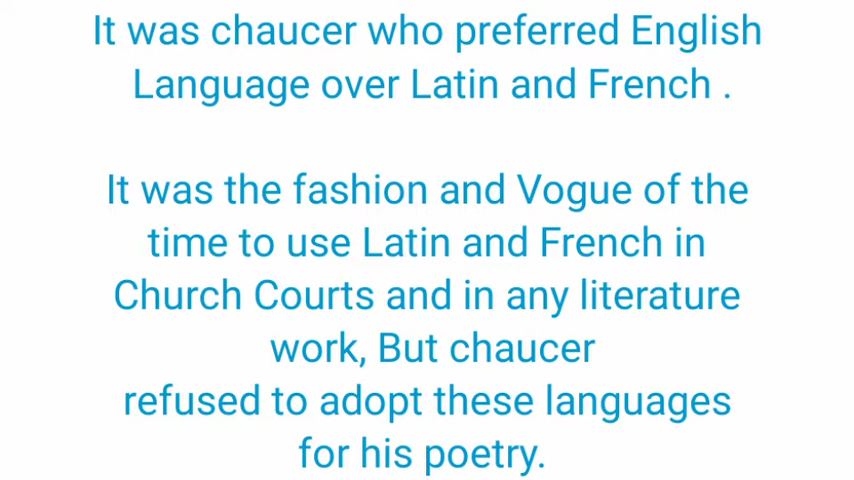 It was chaucer who preferred English
Language over Latin and French .
It was the fashion and Vogue of the
time to use Latin and French in
Church Courts and in any literature
work, But chaucer
refused to adopt these languages
for his poetry.